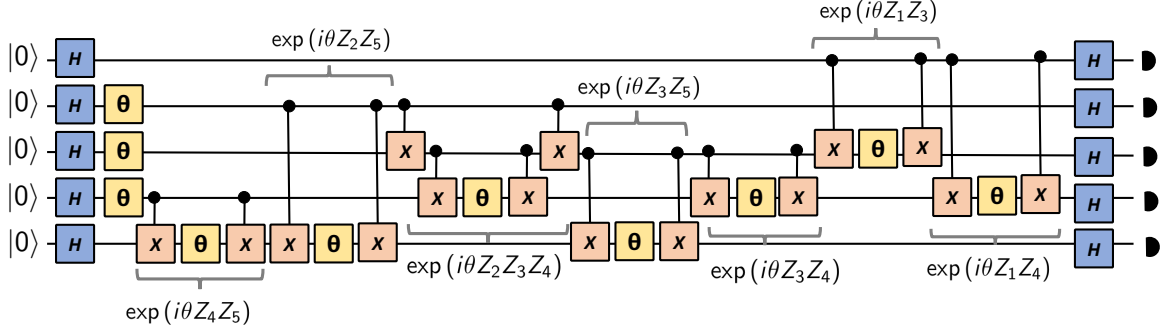 exp (iθZ₁Z₃)
exp (iθZ₂Z₅)
|0⟩ H H
exp (iθZ₃Z₅)
|0⟩ H θ H
|0⟩ H θ X X X θ X H
|0⟩ H θ X θ X X θ X X θ X H
|0⟩ H X θ X X θ X X θ X H
exp (iθZ₂Z₃Z₄) exp (iθZ₃Z₄) exp (iθZ₁Z₄)
exp (iθZ₄Z₅)